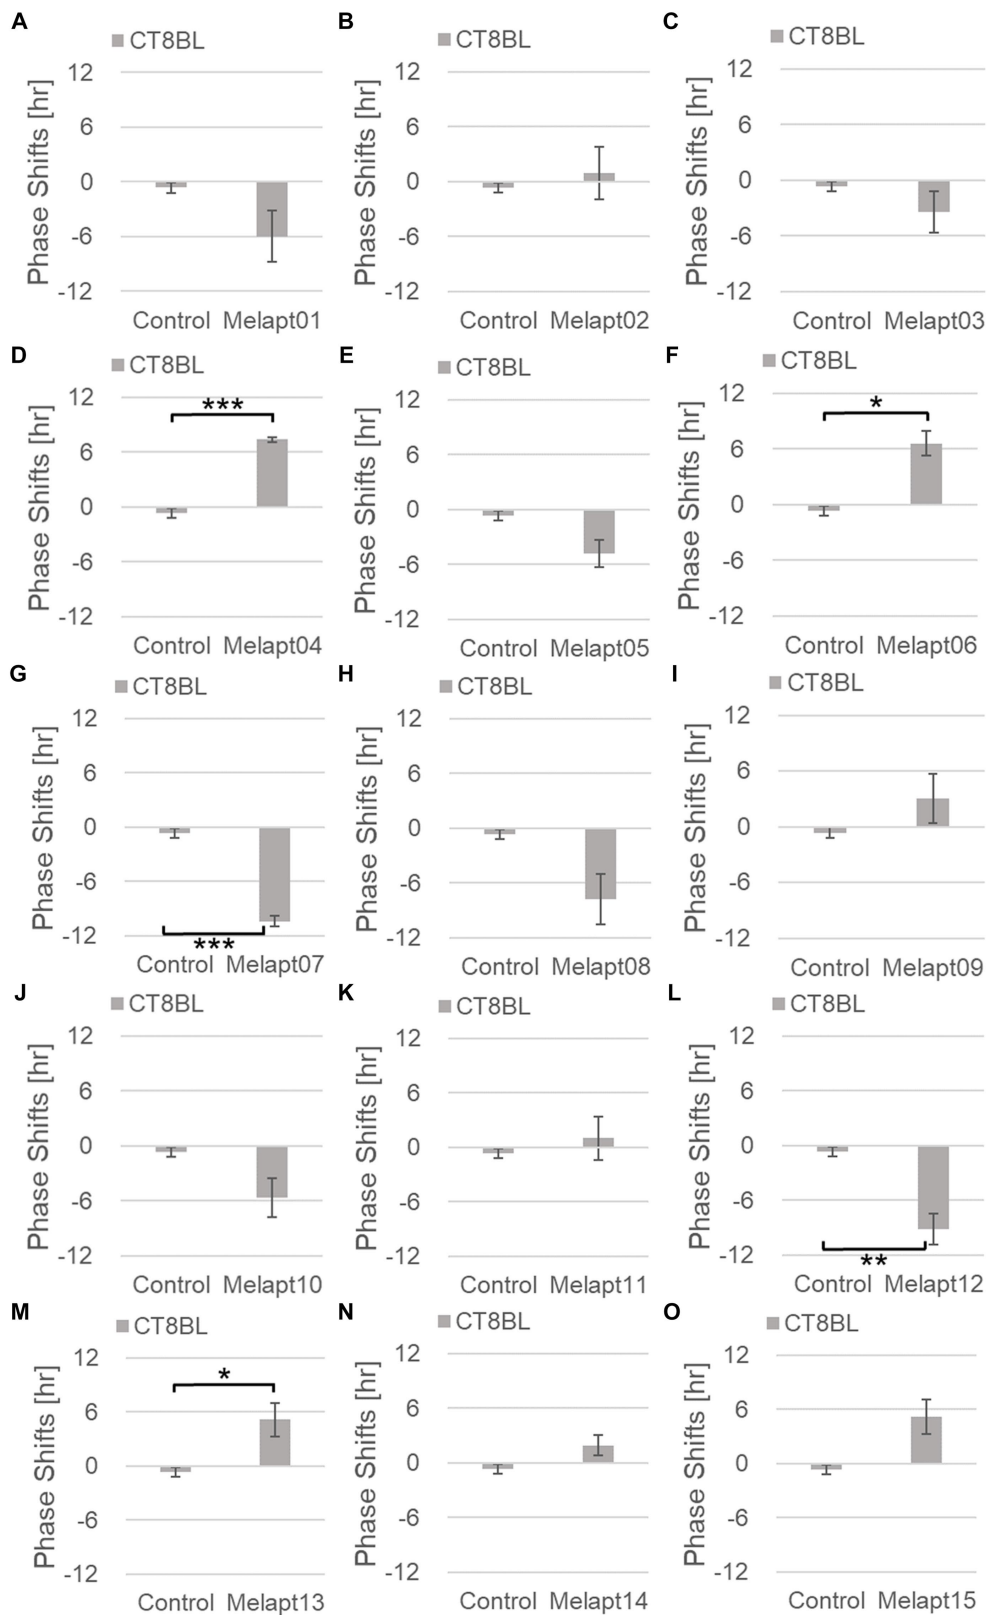 A
CT8BL
Phase Shifts [hr]
12
6
0
-6
-12
Control Melapt01
B
CT8BL
Phase Shifts [hr]
12
6
0
-6
-12
Control Melapt02
C
CT8BL
Phase Shifts [hr]
12
6
0
-6
-12
Control Melapt03
D
CT8BL
Phase Shifts [hr]
12
***
6
0
-6
-12
Control Melapt04
E
CT8BL
Phase Shifts [hr]
12
6
0
-6
-12
Control Melapt05
F
CT8BL
Phase Shifts [hr]
12
*
6
0
-6
-12
Control Melapt06
G
CT8BL
Phase Shifts [hr]
12
6
0
-6
-12
***
Control Melapt07
H
CT8BL
Phase Shifts [hr]
12
6
0
-6
-12
Control Melapt08
I
CT8BL
Phase Shifts [hr]
12
6
0
-6
-12
Control Melapt09
J
CT8BL
Phase Shifts [hr]
12
6
0
-6
-12
Control Melapt10
K
CT8BL
Phase Shifts [hr]
12
6
0
-6
-12
Control Melapt11
L
CT8BL
Phase Shifts [hr]
12
6
0
-6
-12
**
Control Melapt12
M
CT8BL
Phase Shifts [hr]
12
*
6
0
-6
-12
Control Melapt13
N
CT8BL
Phase Shifts [hr]
12
6
0
-6
-12
Control Melapt14
O
CT8BL
Phase Shifts [hr]
12
6
0
-6
-12
Control Melapt15